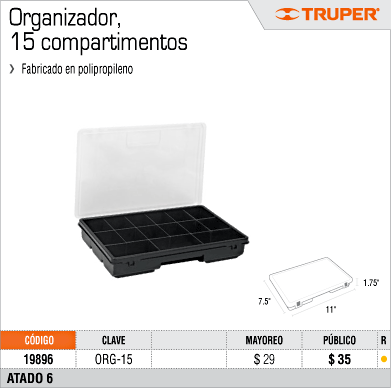 Organizador,
15 compartimentos
TRUPER®
› Fabricado en polipropileno
1.75"
7.5"
11"
CÓDIGO CLAVE MAYOREO PÚBLICO R
19896 ORG-15 $ 29 $ 35
ATADO 6